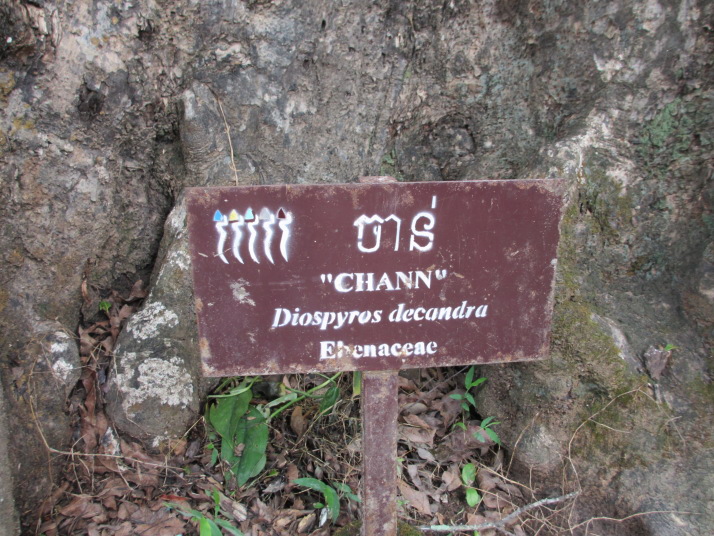 ចាន់
"CHANN"
Diospyros decandra
Ebenaceae